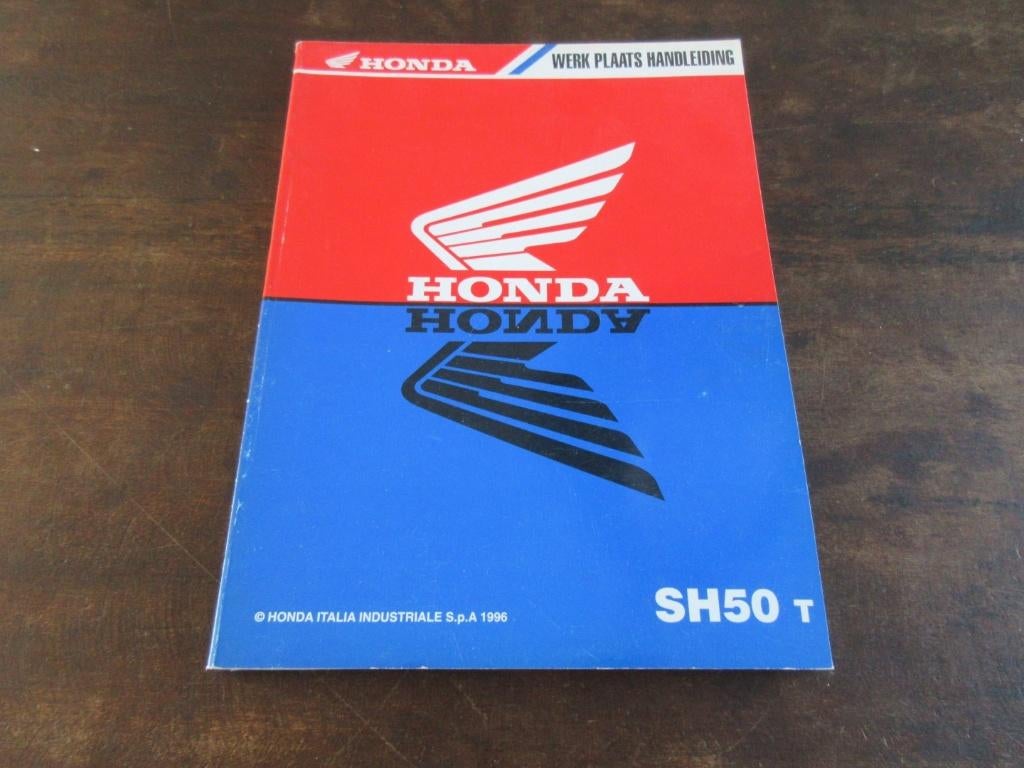 HONDA
WERK PLAATS HANDLEIDING
HONDA
HONDA
© HONDA ITALIA INDUSTRIALE S.p.A 1996
SH50 T